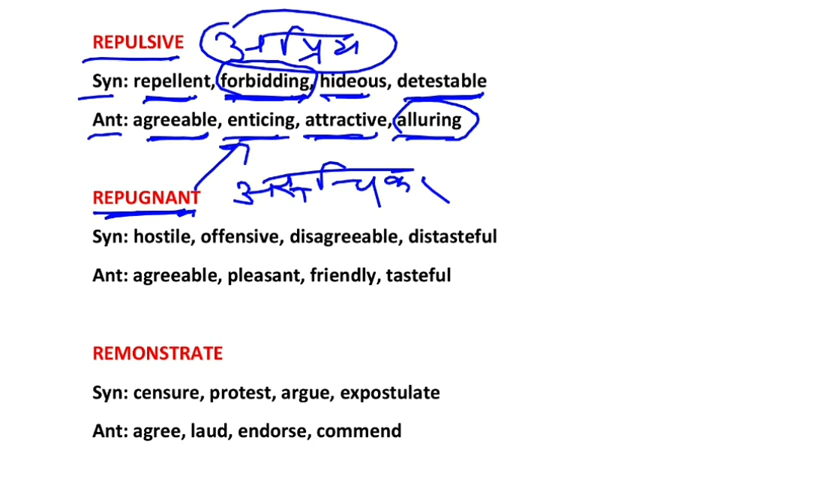 REPULSIVE अप्रिय
Syn: repellent, forbidding, hideous, detestable
Ant: agreeable, enticing, attractive, alluring
REPUGNANT
Syn: hostile, offensive, disagreeable, distasteful
Ant: agreeable, pleasant, friendly, tasteful
REMONSTRATE
Syn: censure, protest, argue, expostulate
Ant: agree, laud, endorse, commend